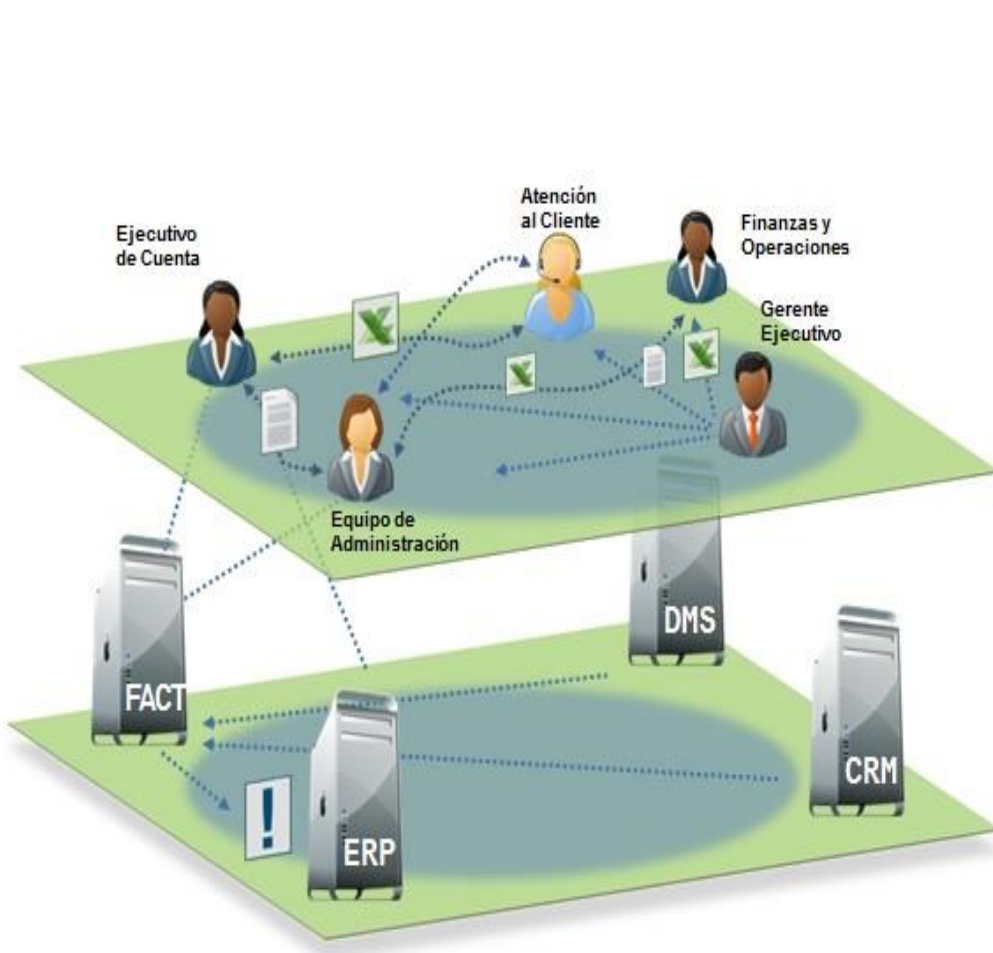 Atención
al Cliente
Finanzas y
Operaciones
Ejecutivo
de Cuenta
Gerente
Ejecutivo
Equipo de
Administración
DMS
FACT
CRM
!
ERP